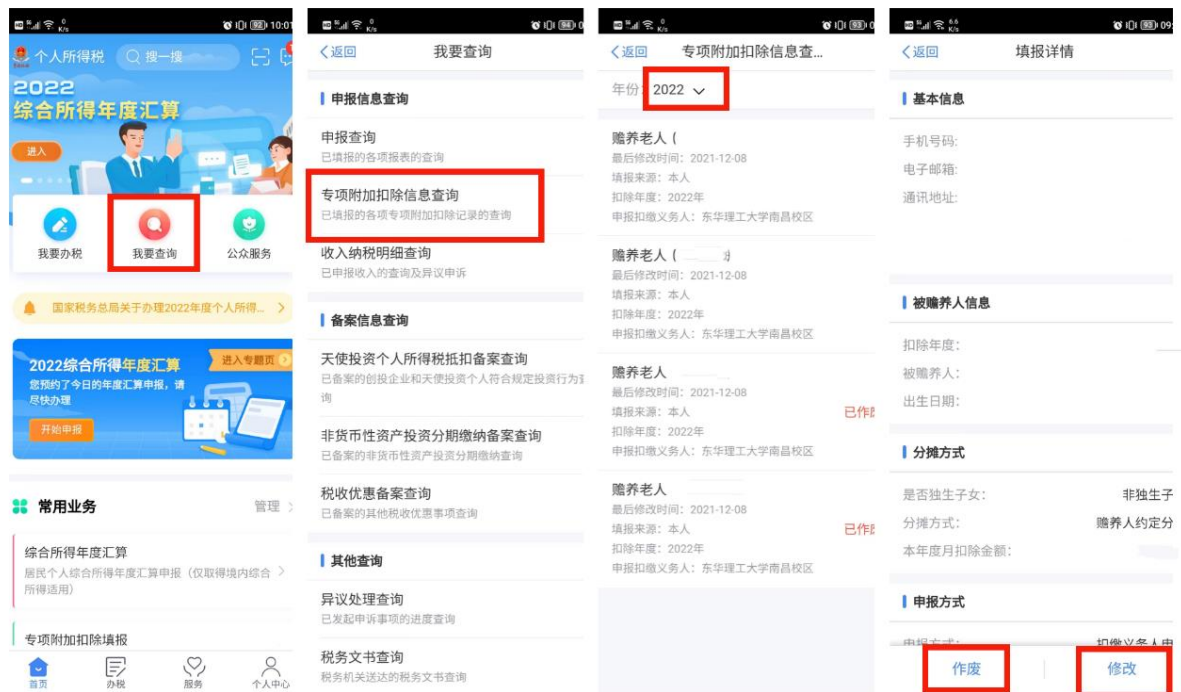 0
K/s
92
10:01
个人所得税
搜一搜
2022
综合所得年度汇算
进入
我要办税
我要查询
公众服务
国家税务总局关于办理2022年度个人所得...
2022综合所得年度汇算
进入专题页
您预约了今日的年度汇算申报，请
尽快办理
开始申报
常用业务
管理
综合所得年度汇算
居民个人综合所得年度汇算申报（仅取得境内综合
所得适用）
专项附加扣除填报
首页
办税
服务
个人中心
0
K/s
94
返回
我要查询
申报信息查询
申报查询
已填报的各项报表的查询
专项附加扣除信息查询
已填报的各项专项附加扣除记录的查询
收入纳税明细查询
已申报收入的查询及异议申诉
备案信息查询
天使投资个人所得税抵扣备案查询
已备案的创投企业和天使投资个人符合规定投资行为
询
非货币性资产投资分期缴纳备案查询
已备案的非货币性资产投资分期缴纳查询
税收优惠备案查询
已备案的其他税收优惠事项查询
其他查询
异议处理查询
已发起申诉事项的进度查询
税务文书查询
税务机关送达的税务文书查询
0
K/s
93
返回
专项附加扣除信息查...
年份: 2022
赡养老人 (
最后修改时间：2021-12-08
填报来源：本人
扣除年度：2022年
申报扣缴义务人：东华理工大学南昌校区
赡养老人 (
最后修改时间：2021-12-08
填报来源：本人
扣除年度：2022年
申报扣缴义务人：东华理工大学南昌校区
赡养老人
最后修改时间：2021-12-08
填报来源：本人
已作
扣除年度：2022年
申报扣缴义务人：东华理工大学南昌校区
赡养老人
最后修改时间：2021-12-08
填报来源：本人
已作
扣除年度：2022年
申报扣缴义务人：东华理工大学南昌校区
6.6
K/s
93
09:
返回
填报详情
基本信息
手机号码:
电子邮箱:
通讯地址:
被赡养人信息
扣除年度:
被赡养人:
出生日期:
分摊方式
是否独生子女:
非独生子
分摊方式:
赡养人约定分
本年度月扣除金额:
申报方式
申报方式:
扣缴义务人申
作废
修改